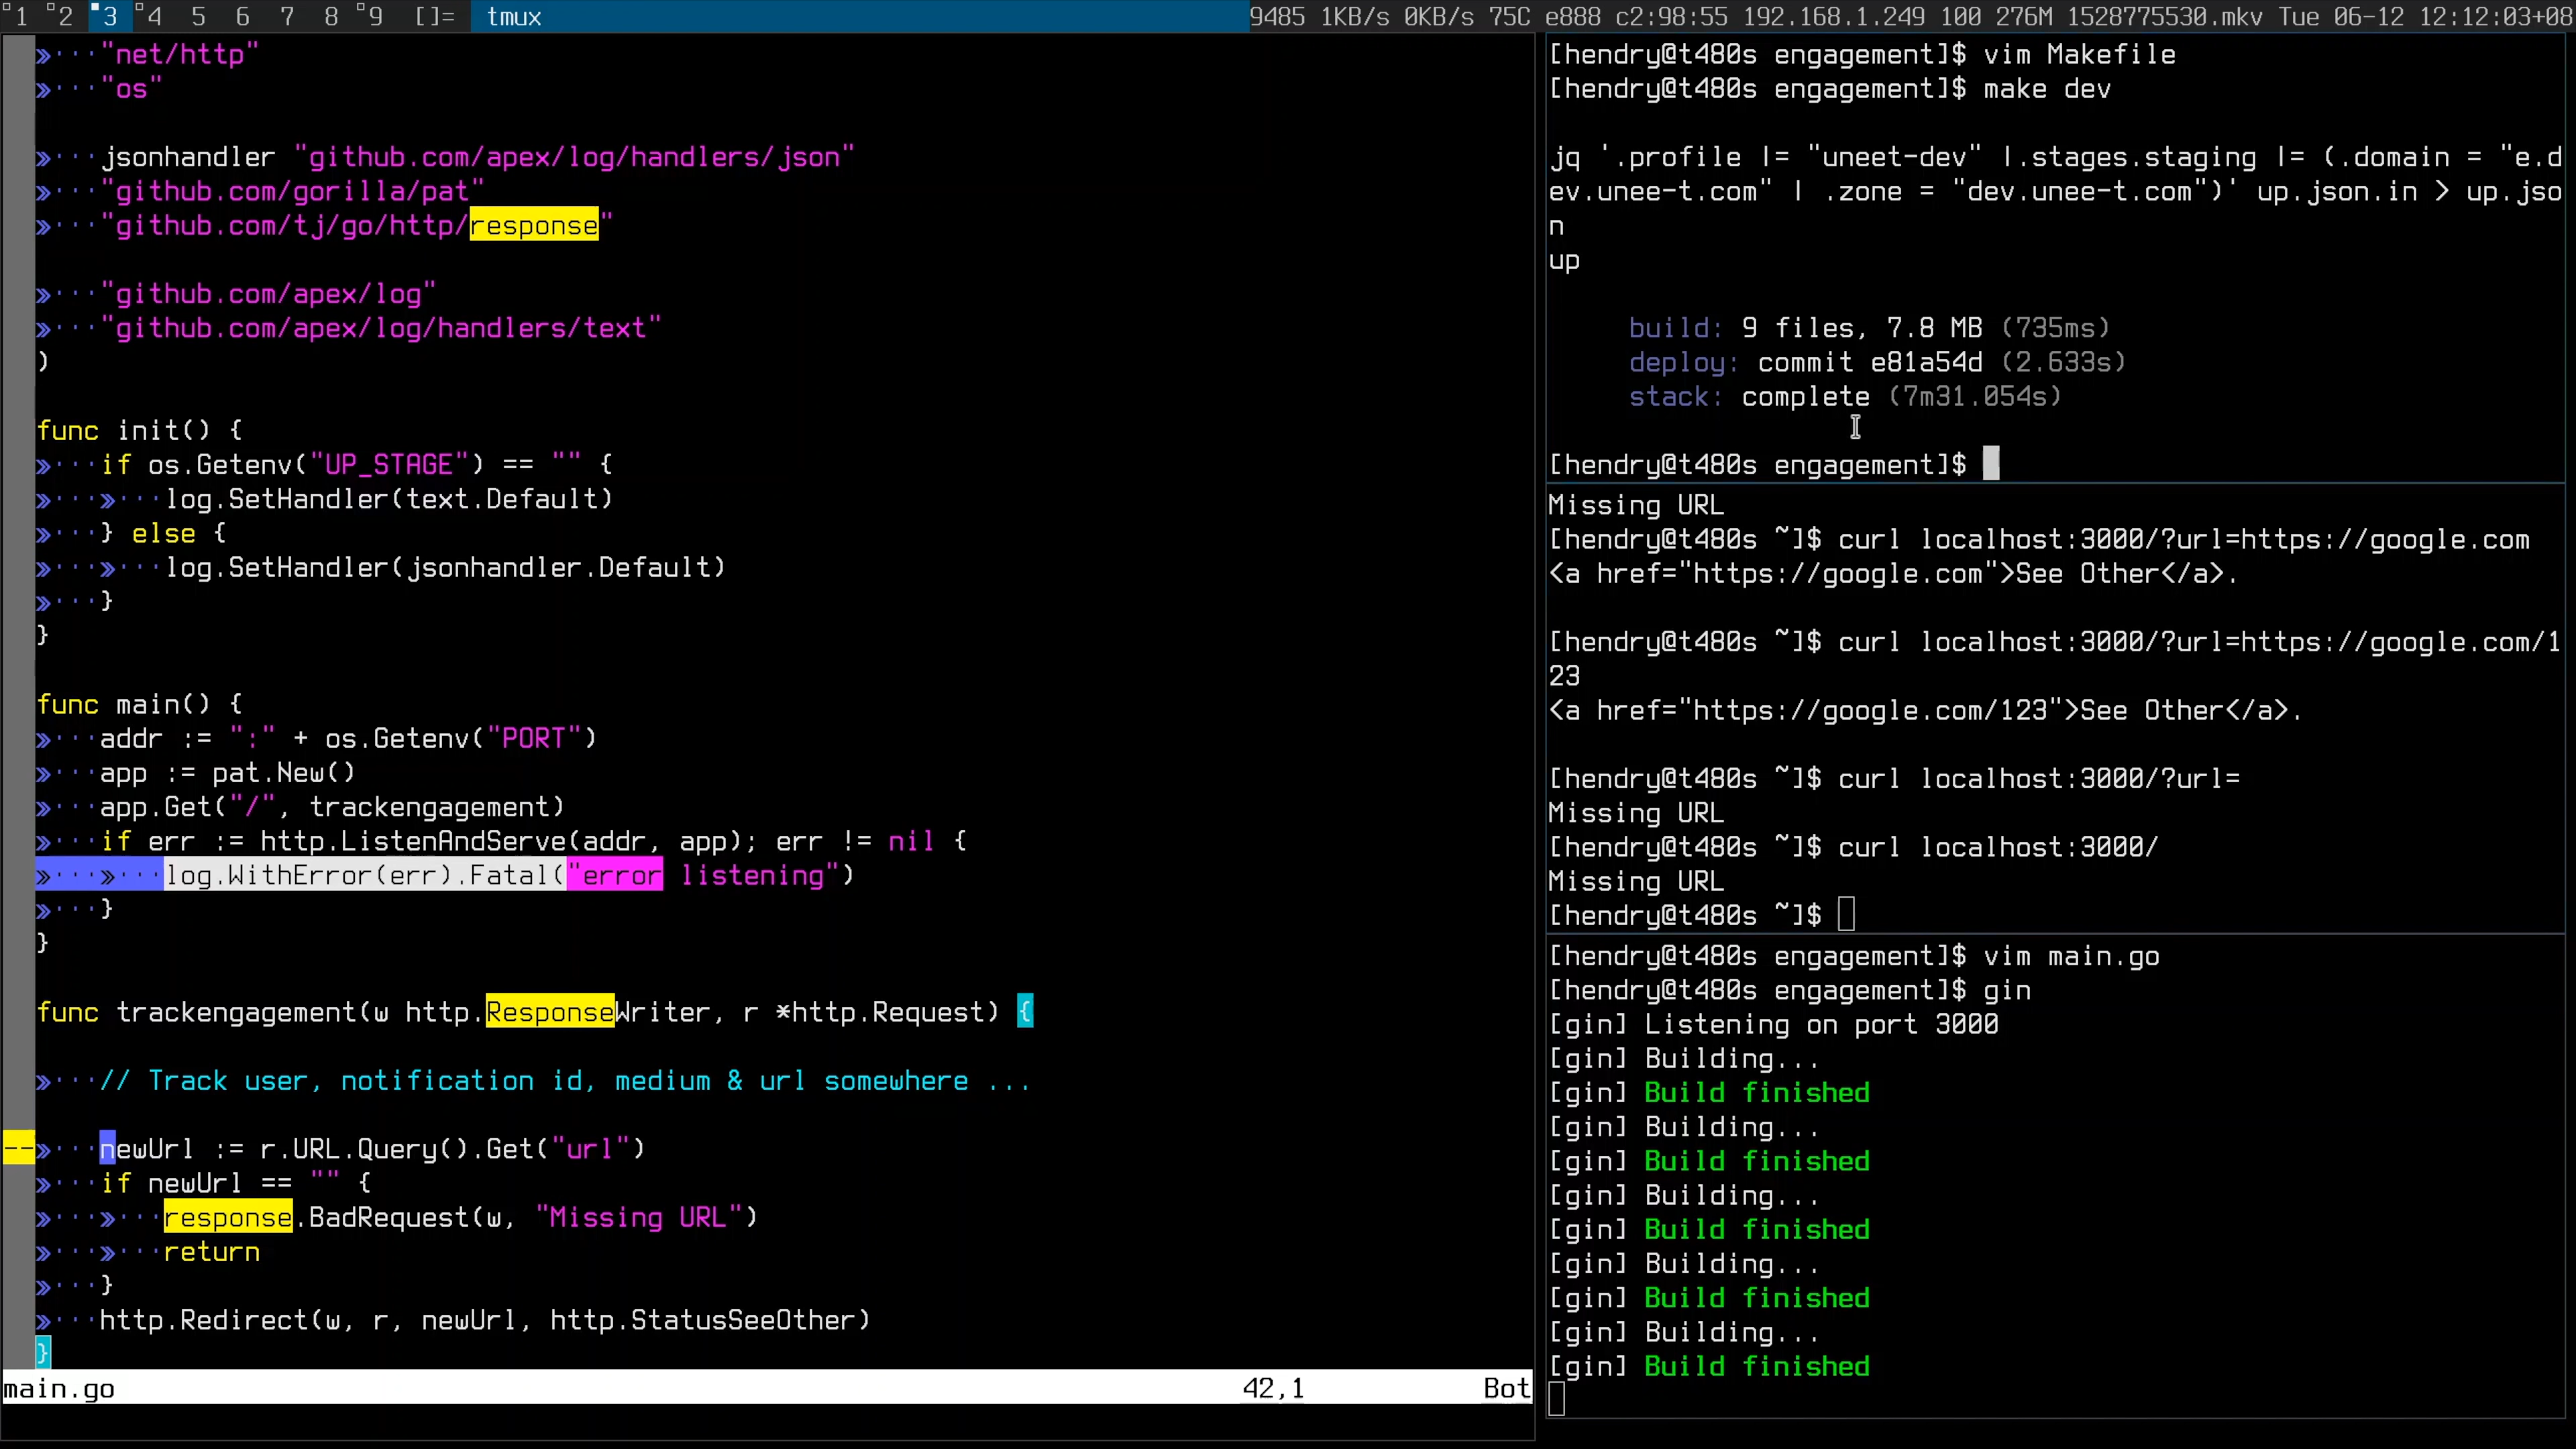 1 2 3 4 5 6 7 8 9 []= tmux 9485 1KB/s 0KB/s 75C e888 c2:98:55 192.168.1.249 100 276M 1528775530.mkv Tue 06-12 12:12:03+08
»···"net/http"
»···"os"
»···jsonhandler "github.com/apex/log/handlers/json"
»···"github.com/gorilla/pat"
»···"github.com/tj/go/http/response"
»···"github.com/apex/log"
»···"github.com/apex/log/handlers/text"
)
func init() {
»···if os.Getenv("UP_STAGE") == "" {
»···»···log.SetHandler(text.Default)
»···} else {
»···»···log.SetHandler(jsonhandler.Default)
»···}
}
func main() {
»···addr := ":" + os.Getenv("PORT")
»···app := pat.New()
»···app.Get("/", trackengagement)
»···if err := http.ListenAndServe(addr, app); err != nil {
»···»···log.WithError(err).Fatal("error listening")
»···}
}
func trackengagement(w http.ResponseWriter, r *http.Request) {
»···// Track user, notification id, medium & url somewhere ...
--»···newUrl := r.URL.Query().Get("url")
»···if newUrl == "" {
»···»···response.BadRequest(w, "Missing URL")
»···»···return
»···}
»···http.Redirect(w, r, newUrl, http.StatusSeeOther)
}
main.go 42,1 Bot
[hendry@t480s engagement]$ vim Makefile
[hendry@t480s engagement]$ make dev
jq '.profile |= "uneet-dev" |.stages.staging |= (.domain = "e.d
ev.unee-t.com" | .zone = "dev.unee-t.com")' up.json.in > up.jso
n
up
build: 9 files, 7.8 MB (735ms)
deploy: commit e81a54d (2.633s)
stack: complete (7m31.054s)
[hendry@t480s engagement]$
Missing URL
[hendry@t480s ~]$ curl localhost:3000/?url=https://google.com
<a href="https://google.com">See Other</a>.
[hendry@t480s ~]$ curl localhost:3000/?url=https://google.com/1
23
<a href="https://google.com/123">See Other</a>.
[hendry@t480s ~]$ curl localhost:3000/?url=
Missing URL
[hendry@t480s ~]$ curl localhost:3000/
Missing URL
[hendry@t480s ~]$
[hendry@t480s engagement]$ vim main.go
[hendry@t480s engagement]$ gin
[gin] Listening on port 3000
[gin] Building...
[gin] Build finished
[gin] Building...
[gin] Build finished
[gin] Building...
[gin] Build finished
[gin] Building...
[gin] Build finished
[gin] Building...
[gin] Build finished